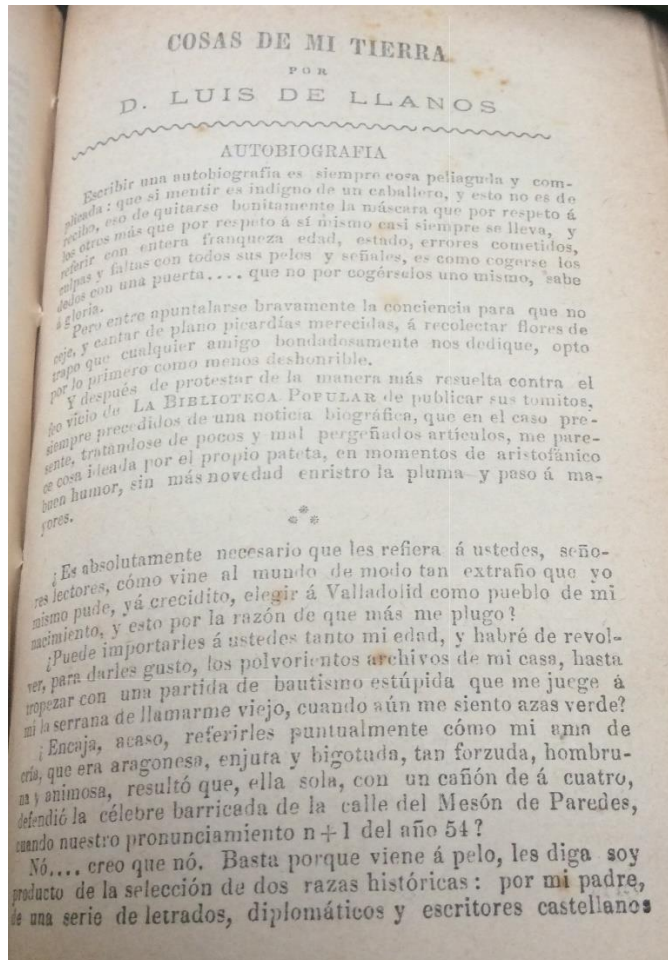 COSAS DE MI TIERRA
POR
D. LUIS DE LLANOS
AUTOBIOGRAFIA
Escribir una autobiografia es siempre cosa peliaguda y com-
plicada: que si mentir es indigno de un caballero, y esto no es de
recibo, eso de quitarse bonitamente la máscara que por respeto á
los otros más que por respeto á sí mismo casi siempre se lleva, y
referir con entera franqueza edad, estado, errores cometidos,
culpas y faltas con todos sus pelos y señales, es como cogerse los
dedos con una puerta.... que no por cogérselos uno mismo, sabe
á gloria.
Pero entre apuntalarse bravamente la conciencia para que no
ceje, y cantar de plano picardías merecidas, á recolectar flores de
trapo que cualquier amigo bondadosamente nos dedique, opto
por lo primero como menos deshonrible.
Y después de protestar de la manera más resuelta contra el
feo vicio de LA BIBLIOTECA POPULAR de publicar sus tomitos,
siempre precedidos de una noticia biográfica, que en el caso pre-
sente, tratándose de pocos y mal pergeñados artículos, me pare-
ce cosa ideada por el propio pateta, en momentos de aristofánico
buen humor, sin más novedad enristro la pluma y paso á ma-
yores.
* * *
¿Es absolutamente necesario que les refiera á ustedes, seño-
res lectores, cómo vine al mundo de modo tan extraño que yo
mismo pude, yá crecidito, elegir á Valladolid como pueblo de mi
nacimiento, y esto por la razón de que más me plugo?
¿Puede importarles á ustedes tanto mi edad, y habré de revol-
ver, para darles gusto, los polvorientos archivos de mi casa, hasta
tropezar con una partida de bautismo estúpida que me juege á
mi la serrana de llamarme viejo, cuando aún me siento azas verde?
¿Encaja, acaso, referirles puntualmente cómo mi ama de
cría, que era aragonesa, enjuta y bigotuda, tan forzuda, hombru-
na y animosa, resultó que, ella sola, con un cañón de á cuatro,
defendió la célebre barricada de la calle del Mesón de Paredes,
cuando nuestro pronunciamiento n+1 del año 54?
Nó.... creo que nó. Basta porque viene á pelo, les diga soy
producto de la selección de dos razas históricas: por mi padre,
de una serie de letrados, diplomáticos y escritores castellanos